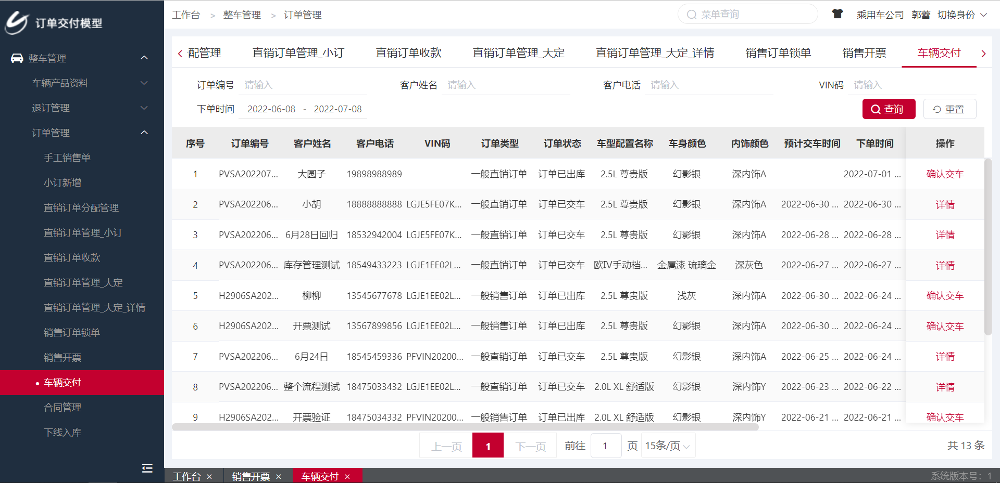 订单交付模型
整车管理
车辆产品资料
退订管理
订单管理
手工销售单
小订新增
直销订单分配管理
直销订单管理_小订
直销订单收款
直销订单管理_大定
直销订单管理_大定_详情
销售订单锁单
销售开票
车辆交付
合同管理
下线入库
工作台 > 整车管理 > 订单管理
菜单查询
乘用车公司 郭蕾 切换身份
配管理 直销订单管理_小订 直销订单收款 直销订单管理_大定 直销订单管理_大定_详情 销售订单锁单 销售开票 车辆交付
订单编号 请输入 客户姓名 请输入 客户电话 请输入 VIN码 请输入
下单时间 2022-06-08 - 2022-07-08 查询 重置
序号 订单编号 客户姓名 客户电话 VIN码 订单类型 订单状态 车型配置名称 车身颜色 内饰颜色 预计交车时间 下单时间 操作
1 PVSA202207... 大圆子 19898988989 一般直销订单 订单已出库 2.5L 尊贵版 幻影银 深内饰A 2022-07-01 ... 确认交车
2 PVSA202206... 小胡 18888888888 LGJE5FE07K... 一般直销订单 订单已交车 2.5L 尊贵版 幻影银 深内饰A 2022-06-30 ... 2022-06-30 ... 详情
3 PVSA202206... 6月28日回归 18532942004 LGJE5FE07K... 一般直销订单 订单已交车 2.5L 尊贵版 幻影银 深内饰A 2022-06-28 ... 2022-06-28 ... 详情
4 PVSA202206... 库存管理测试 18549433223 LGJE1EE02L... 一般直销订单 订单已交车 欧IV手动档... 金属漆 琉璃金 深灰色 2022-06-27 ... 2022-06-27 ... 详情
5 H2906SA202... 柳柳 13545677678 LGJE1EE02L... 一般销售订单 订单已出库 2.5L 尊贵版 浅灰 深内饰A 2022-06-30 ... 2022-06-24 ... 确认交车
6 H2906SA202... 开票测试 13567899856 LGJE1EE02L... 一般销售订单 订单已出库 2.5L 尊贵版 幻影银 深内饰A 2022-06-30 ... 2022-06-24 ... 确认交车
7 PVSA202206... 6月24日 18545459336 PFVIN20200... 一般直销订单 订单已交车 2.5L 尊贵版 幻影银 深内饰A 2022-06-25 ... 2022-06-24 ... 详情
8 PVSA202206... 整个流程测试 18475033432 LGJE1EE02L... 一般直销订单 订单已交车 2.0L XL 舒适版 幻影银 深内饰Y 2022-06-23 ... 2022-06-22 ... 详情
9 H2906SA202... 开票验证 18475034332 PFVIN20200... 一般销售订单 订单已出库 2.0L XL 舒适版 幻影银 深内饰Y 2022-06-21 ... 2022-06-21 ... 确认交车
上一页 1 下一页 前往 1 页 15条/页 共 13 条
工作台 × 销售开票 × 车辆交付 × 系统版本号：1